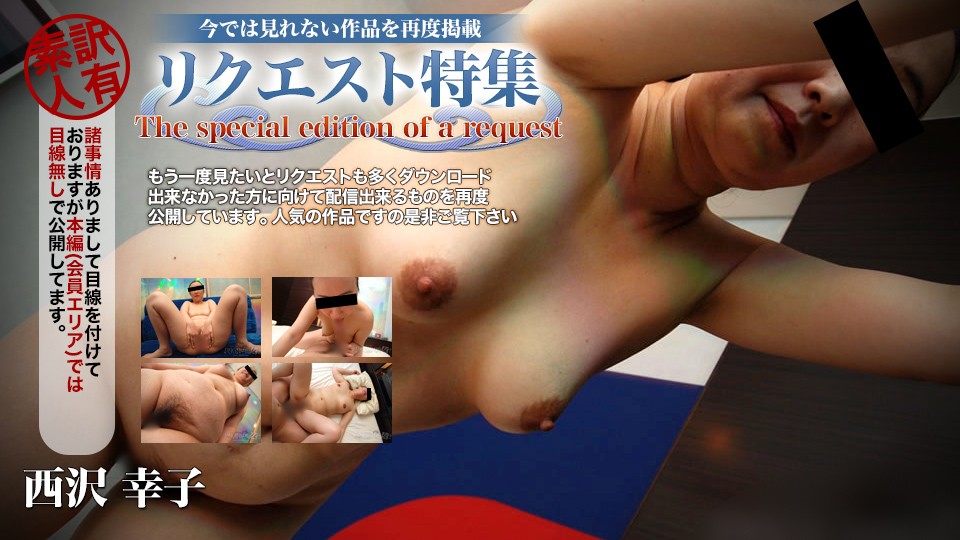 今では見れない作品を再度掲載
リクエスト特集
The special edition of a request
訳有
素人
諸事情ありまして目線を付けて
おりますが本編(会員エリア)では
目線無しで公開してます。
もう一度見たいとリクエストも多くダウンロード
出来なかった方に向けて配信出来るものを再度
公開しています。人気の作品ですの是非ご覧下さい
西沢 幸子